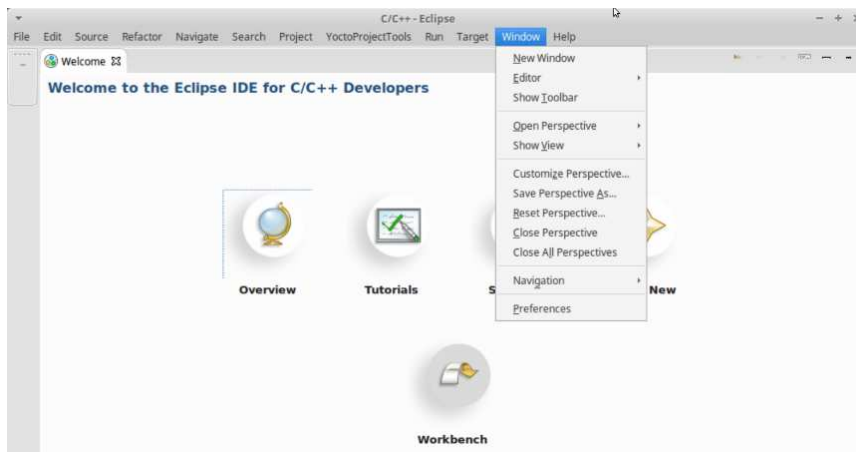 C/C++ - Eclipse
File Edit Source Refactor Navigate Search Project YoctoProjectTools Run Target Window Help
Welcome
Welcome to the Eclipse IDE for C/C++ Developers
New Window
Editor
Show Toolbar
Open Perspective
Show View
Customize Perspective...
Save Perspective As...
Reset Perspective...
Close Perspective
Close All Perspectives
Navigation
Preferences
Overview Tutorials S New
Workbench